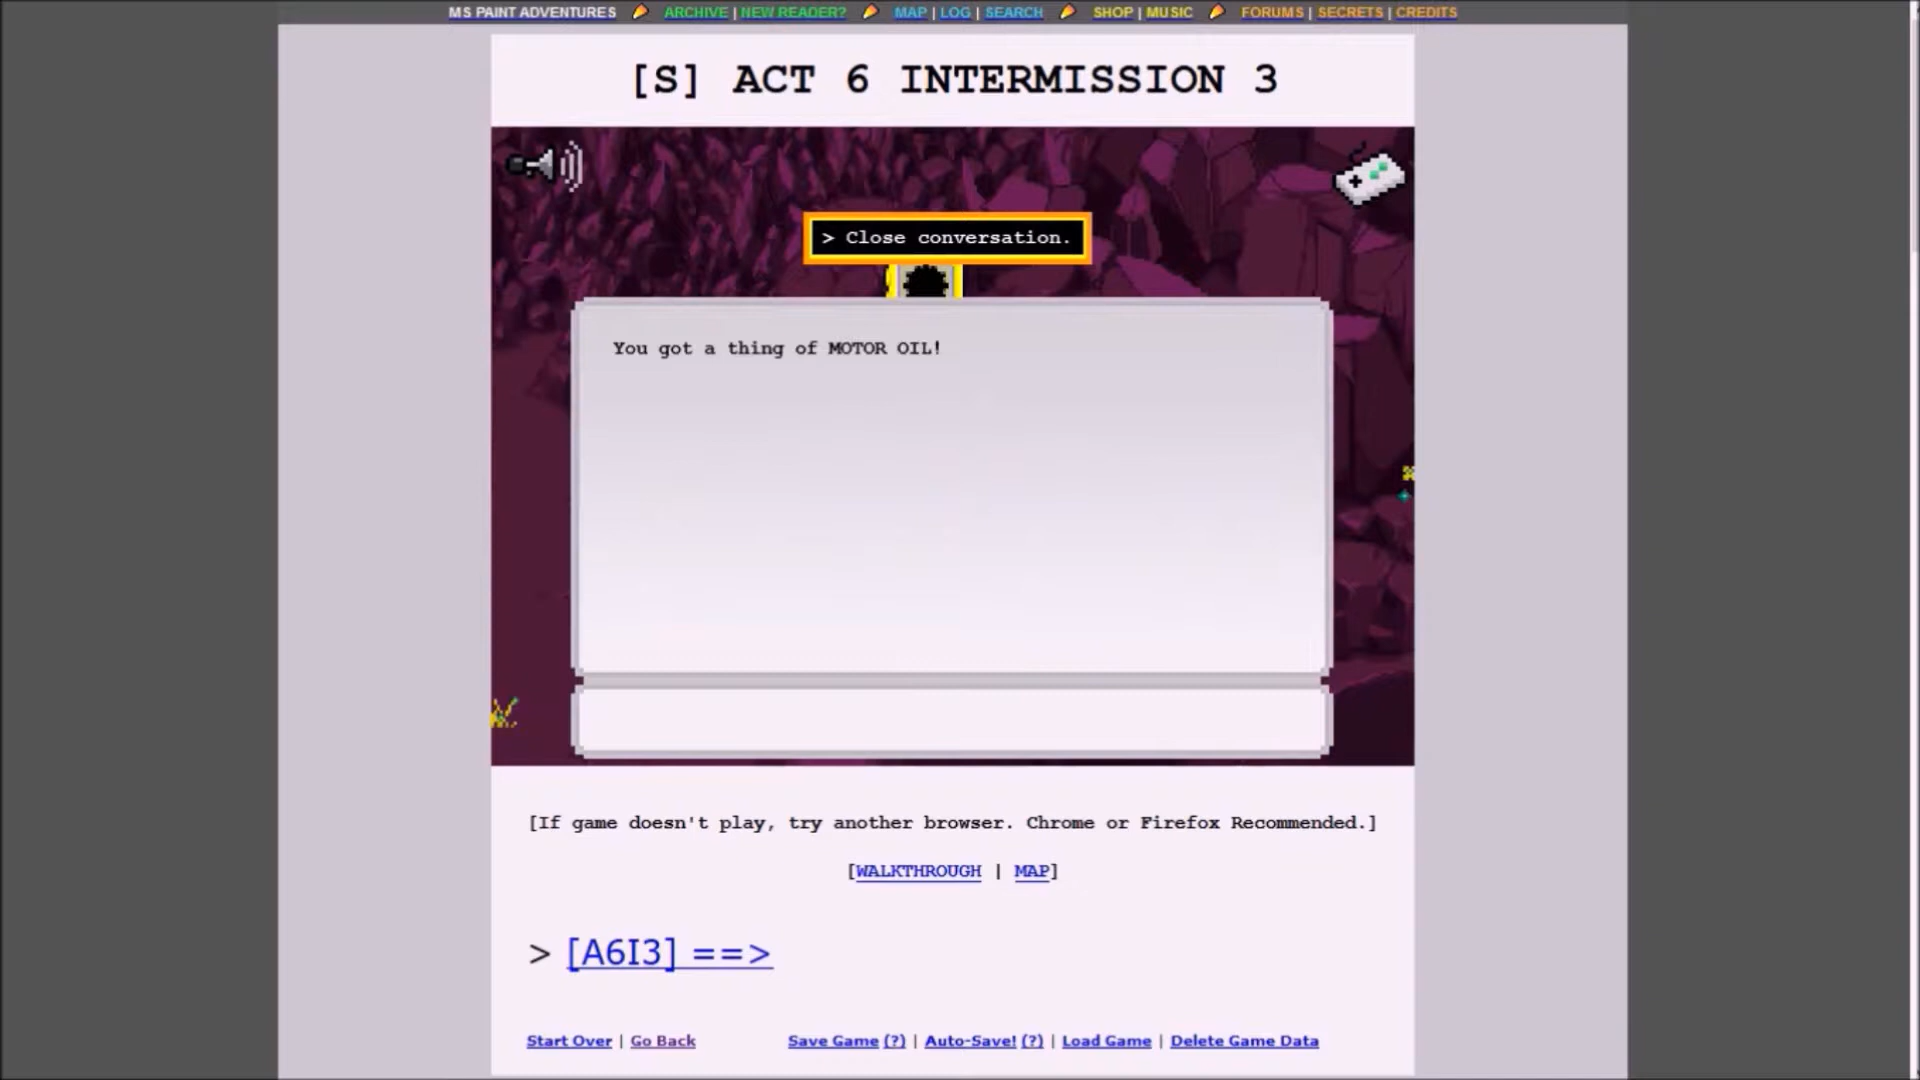 MS PAINT ADVENTURES ARCHIVE | NEW READER? MAP | LOG | SEARCH SHOP | MUSIC FORUMS | SECRETS | CREDITS
[S] ACT 6 INTERMISSION 3
> Close conversation.
You got a thing of MOTOR OIL!
[If game doesn't play, try another browser. Chrome or Firefox Recommended.]
[WALKTHROUGH | MAP]
> [A6I3] ==>
Start Over | Go Back Save Game (?) | Auto-Save! (?) | Load Game | Delete Game Data